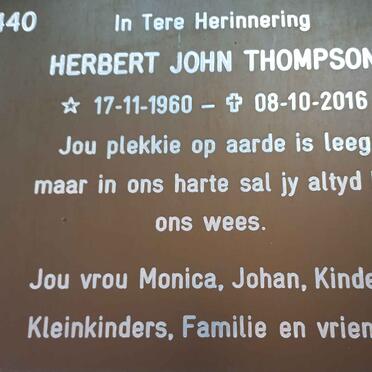 440 In Tere Herinnering
HERBERT JOHN THOMPSON
☆ 17-11-1960 – ✞ 08-10-2016
Jou plekkie op aarde is leeg
maar in ons harte sal jy altyd
ons wees.
Jou vrou Monica, Johan, Kinde
Kleinkinders, Familie en vrien